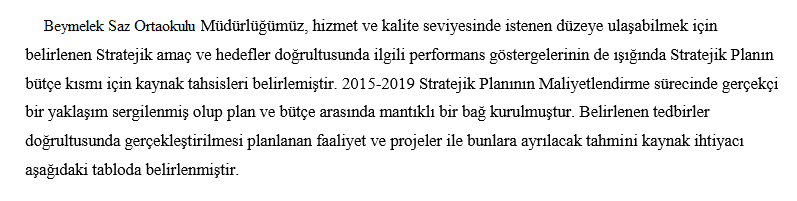 Beymelek Saz Ortaokulu Müdürlüğümüz, hizmet ve kalite seviyesinde istenen düzeye ulaşabilmek için
belirlenen Stratejik amaç ve hedefler doğrultusunda ilgili performans göstergelerinin de ışığında Stratejik Planın
bütçe kısmı için kaynak tahsisleri belirlemiştir. 2015-2019 Stratejik Planının Maliyetlendirme sürecinde gerçekçi
bir yaklaşım sergilenmiş olup plan ve bütçe arasında mantıklı bir bağ kurulmuştur. Belirlenen tedbirler
doğrultusunda gerçekleştirilmesi planlanan faaliyet ve projeler ile bunlara ayrılacak tahmini kaynak ihtiyacı
aşağıdaki tabloda belirlenmiştir.